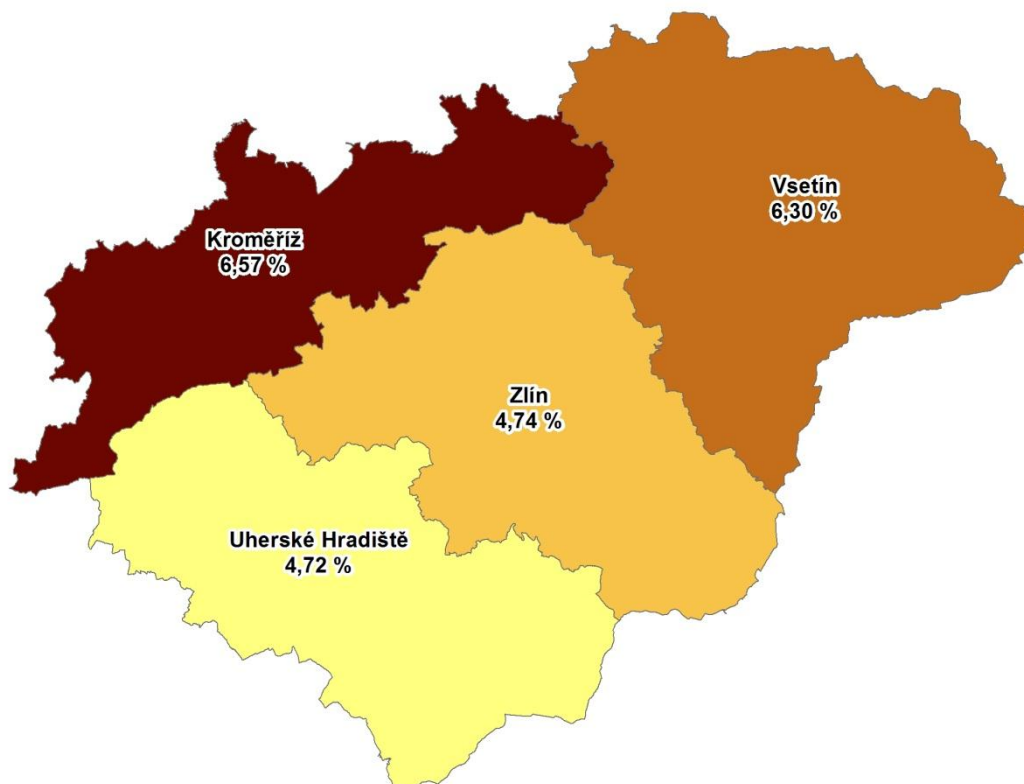 Vsetín
6,30 %
Kroměříž
6,57 %
Zlín
4,74 %
Uherské Hradiště
4,72 %